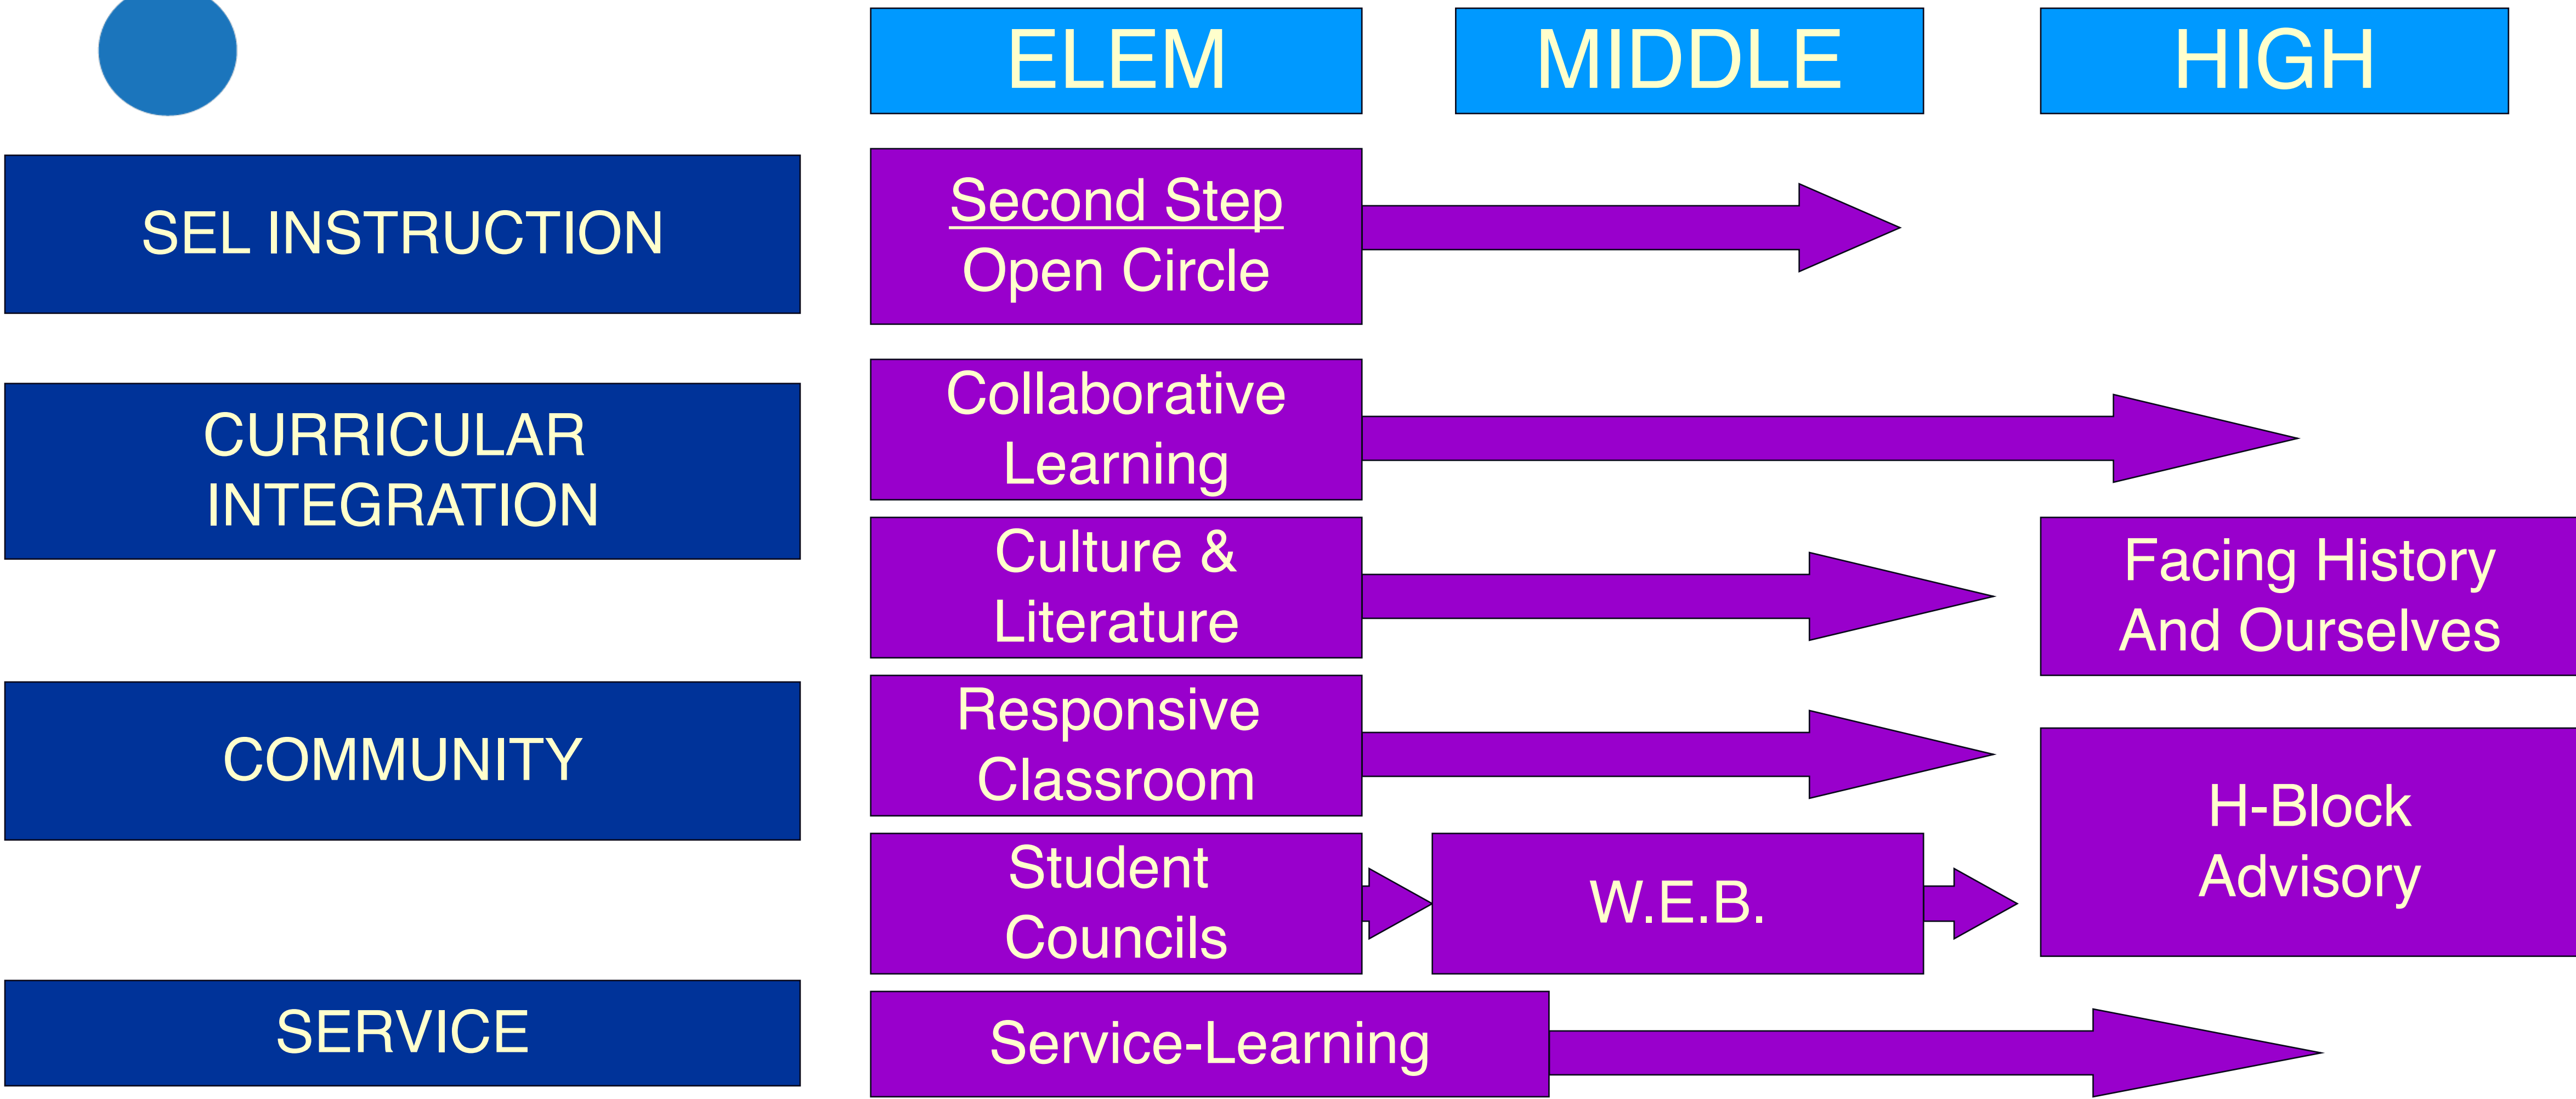 ELEM
MIDDLE
HIGH
SEL INSTRUCTION
Second Step
Open Circle
CURRICULAR
INTEGRATION
Collaborative
Learning
Culture &
Literature
Facing History
And Ourselves
COMMUNITY
Responsive
Classroom
H-Block
Advisory
Student
Councils
W.E.B.
SERVICE
Service-Learning